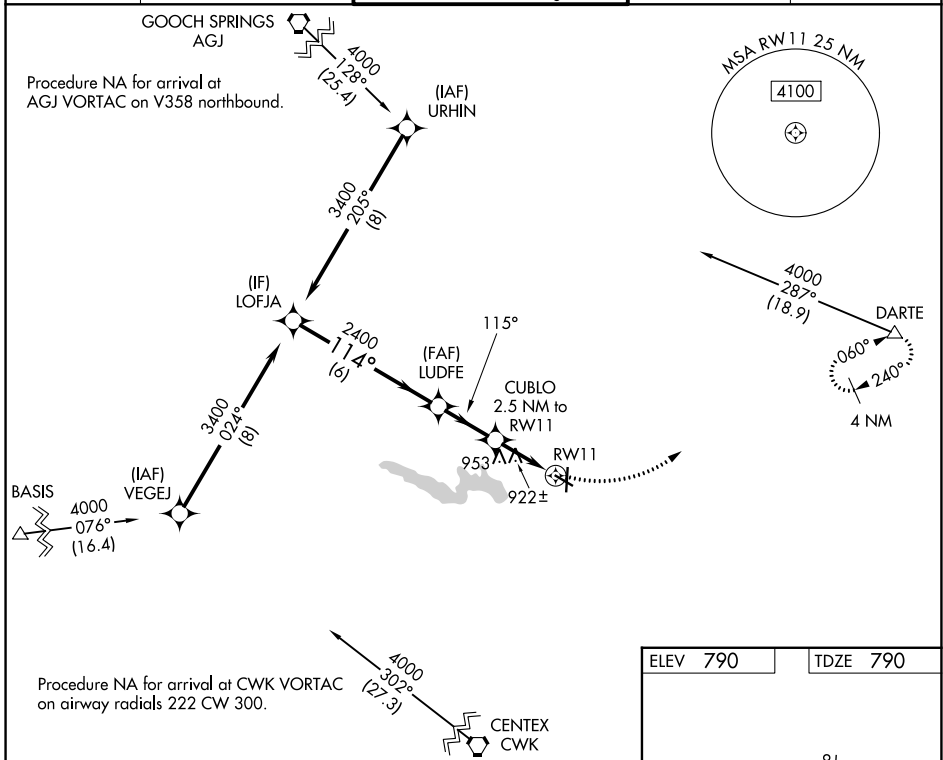 GOOCH SPRINGS
AGJ
4000
128°
(25.4)
MSA RW11 25 NM
4100
Procedure NA for arrival at
AGJ VORTAC on V358 northbound.
(IAF)
URHIN
3400
205°
(8)
4000
287°
(18.9)
DARTE
060°
240°
4 NM
(IF)
LOFJA
2400
114°
(6)
115°
(FAF)
LUDFE
CUBLO
2.5 NM to
RW11
953
922±
RW11
3400
024°
(8)
(IAF)
VEGEJ
BASIS
4000
076°
(16.4)
Procedure NA for arrival at CWK VORTAC
on airway radials 222 CW 300.
4000
302°
(27.3)
CENTEX
CWK
ELEV 790
TDZE 790